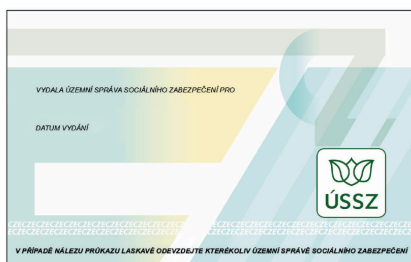 VYDALA ÚZEMNÍ SPRÁVA SOCIÁLNÍHO ZABEZPEČENÍ PRO
DATUM VYDÁNÍ
ÚSSZ
V PŘÍPADĚ NÁLEZU PRŮKAZU LASKAVĚ ODEVZDEJTE KTERÉKOLIV ÚZEMNÍ SPRÁVĚ SOCIÁLNÍHO ZABEZPEČENÍ